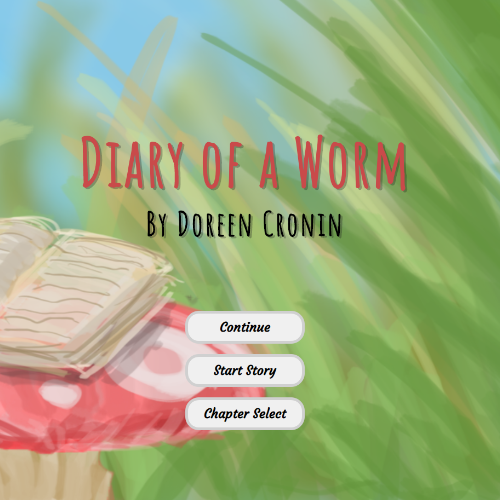 Diary of a Worm
By Doreen Cronin
Continue
Start Story
Chapter Select